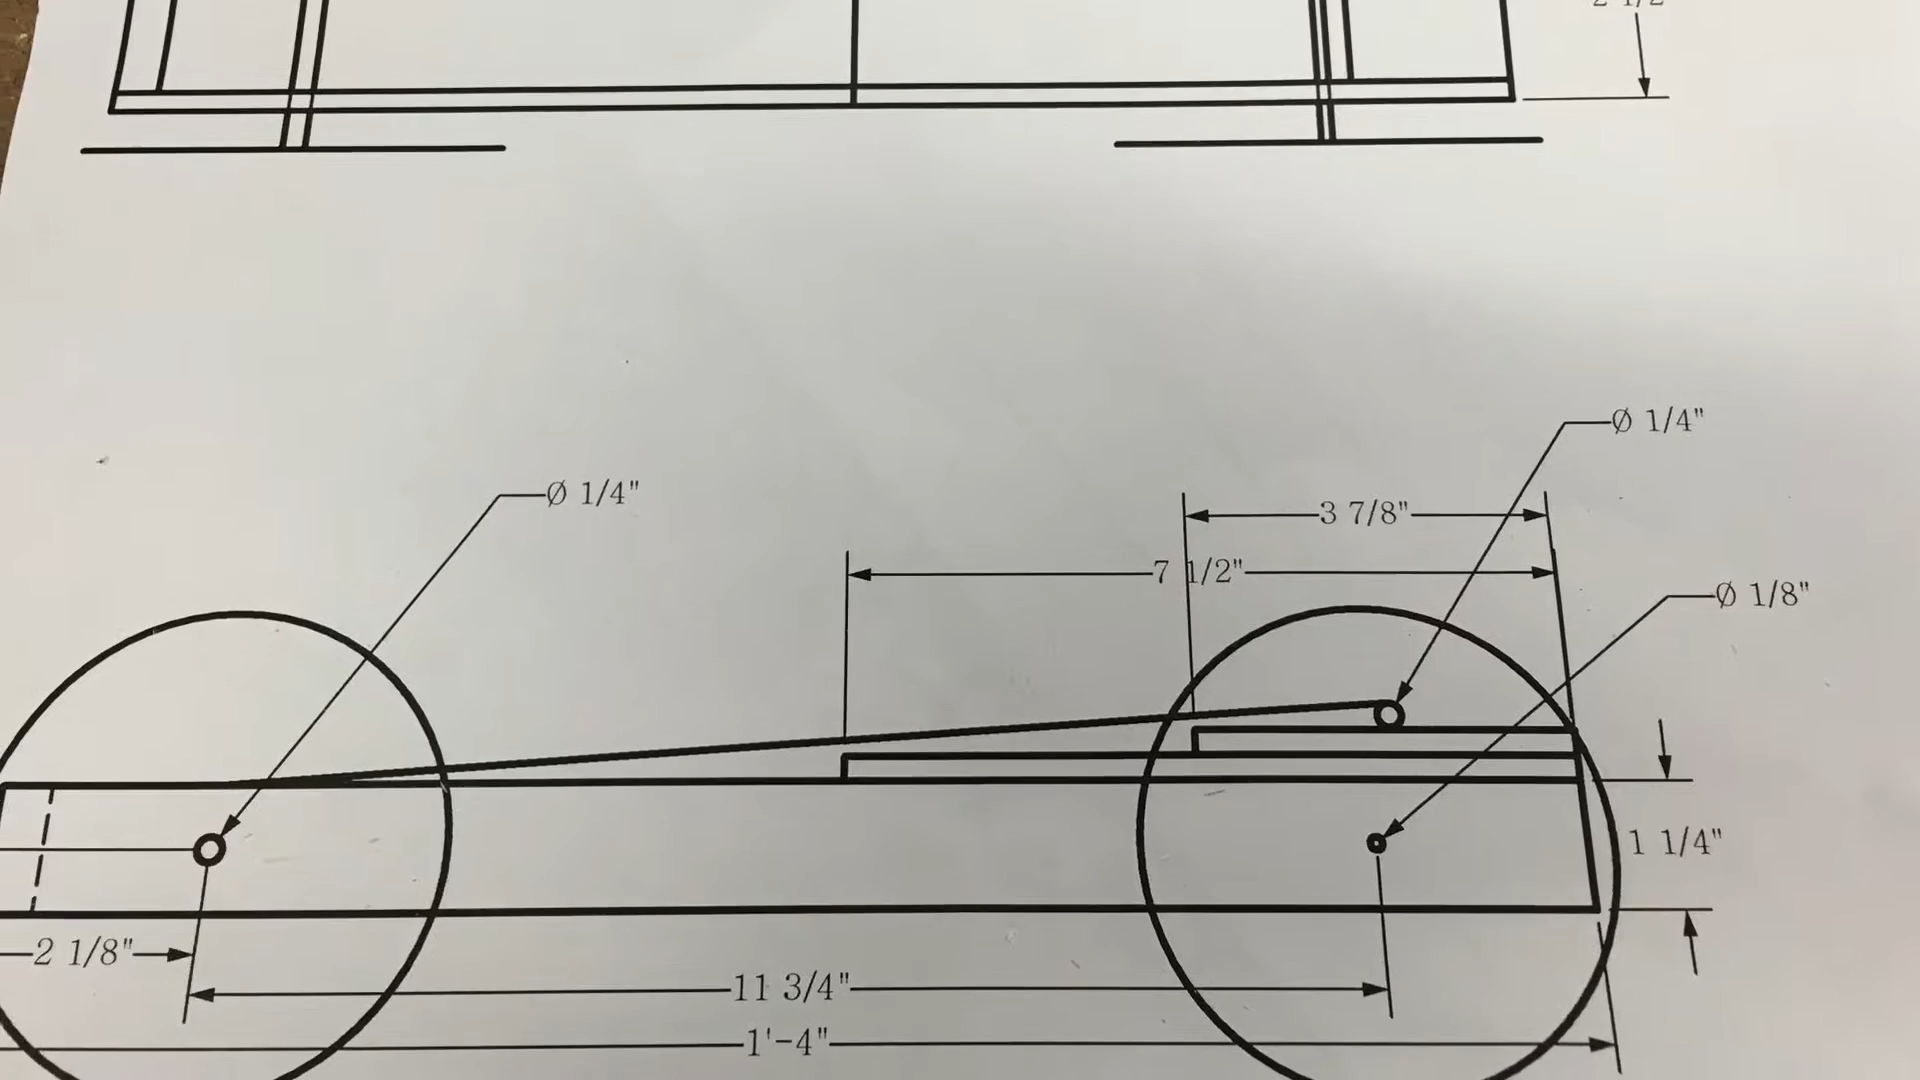 2 1/2
Ø 1/4"
Ø 1/4"
3 7/8"
7 1/2"
Ø 1/8"
1 1/4"
2 1/8"
11 3/4"
1'-4"